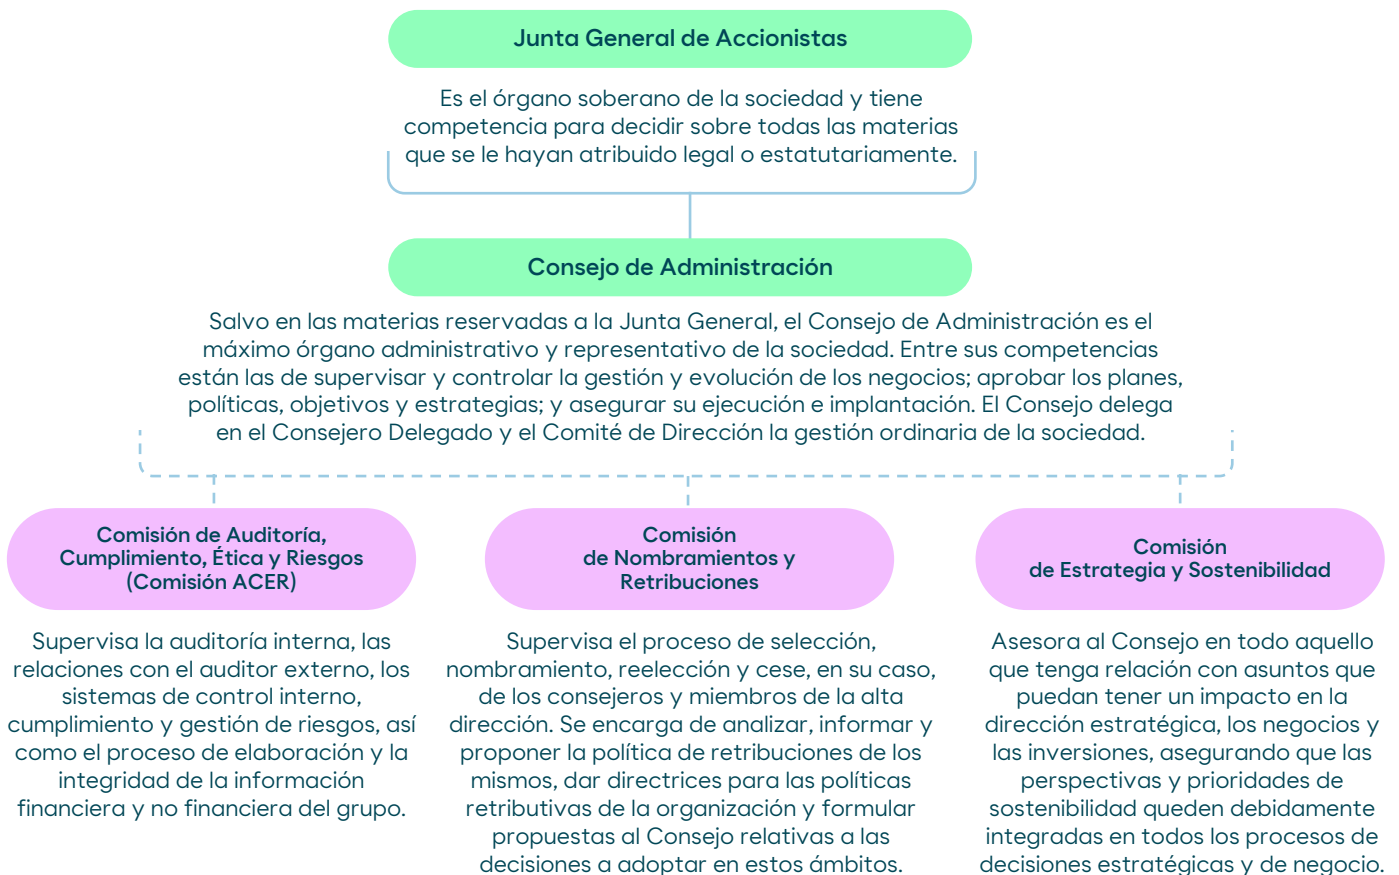 Junta General de Accionistas
Es el órgano soberano de la sociedad y tiene
competencia para decidir sobre todas las materias
que se le hayan atribuido legal o estatutariamente.
Consejo de Administración
Salvo en las materias reservadas a la Junta General, el Consejo de Administración es el
máximo órgano administrativo y representativo de la sociedad. Entre sus competencias
están las de supervisar y controlar la gestión y evolución de los negocios; aprobar los planes,
políticas, objetivos y estrategias; y asegurar su ejecución e implantación. El Consejo delega
en el Consejero Delegado y el Comité de Dirección la gestión ordinaria de la sociedad.
Comisión de Auditoría,
Cumplimiento, Ética y Riesgos
(Comisión ACER)
Supervisa la auditoría interna, las
relaciones con el auditor externo, los
sistemas de control interno,
cumplimiento y gestión de riesgos, así
como el proceso de elaboración y la
integridad de la información
financiera y no financiera del grupo.
Comisión
de Nombramientos y
Retribuciones
Supervisa el proceso de selección,
nombramiento, reelección y cese, en su caso,
de los consejeros y miembros de la alta
dirección. Se encarga de analizar, informar y
proponer la política de retribuciones de los
mismos, dar directrices para las políticas
retributivas de la organización y formular
propuestas al Consejo relativas a las
decisiones a adoptar en estos ámbitos.
Comisión
de Estrategia y Sostenibilidad
Asesora al Consejo en todo aquello
que tenga relación con asuntos que
puedan tener un impacto en la
dirección estratégica, los negocios y
las inversiones, asegurando que las
perspectivas y prioridades de
sostenibilidad queden debidamente
integradas en todos los procesos de
decisiones estratégicas y de negocio.